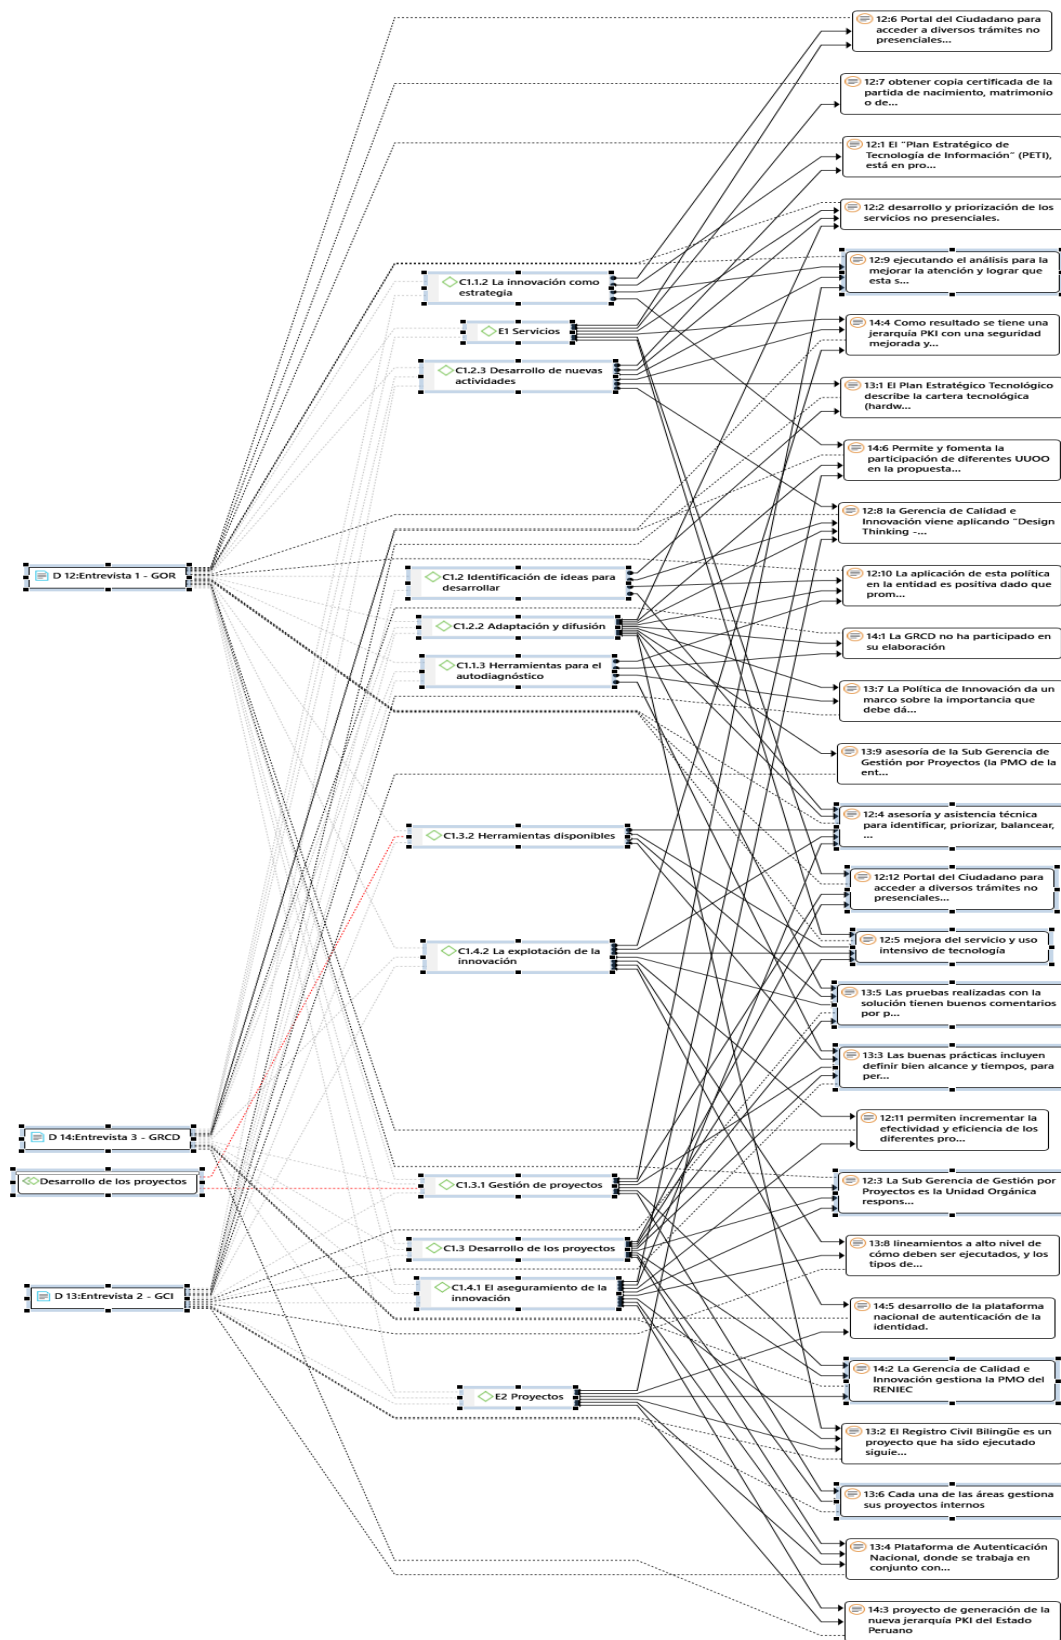 12:6 Portal del Ciudadano para
acceder a diversos trámites no
presenciales...
12:7 obtener copia certificada de la
partida de nacimiento, matrimonio
o de...
12:1 El "Plan Estratégico de
Tecnología de Información" (PETI),
está en pro...
12:2 desarrollo y priorización de los
servicios no presenciales.
12:9 ejecutando el análisis para la
mejorar la atención y lograr que
esta s...
C1.1.2 La innovación como
estrategia
E1 Servicios
14:4 Como resultado se tiene una
jerarquía PKI con una seguridad
mejorada y...
C1.2.3 Desarrollo de nuevas
actividades
13:1 El Plan Estratégico Tecnológico
describe la cartera tecnológica
(hardw...
14:6 Permite y fomenta la
participación de diferentes UUOO
en la propuesta...
12:8 la Gerencia de Calidad e
Innovación viene aplicando "Design
Thinking -...
D 12:Entrevista 1 - GOR
C1.2 Identificación de ideas para
desarrollar
12:10 La aplicación de esta política
en la entidad es positiva dado que
prom...
C1.2.2 Adaptación y difusión
14:1 La GRCD no ha participado en
su elaboración
C1.1.3 Herramientas para el
autodiagnóstico
13:7 La Política de Innovación da un
marco sobre la importancia que
debe dá...
13:9 asesoría de la Sub Gerencia de
Gestión por Proyectos (la PMO de la
ent...
12:4 asesoría y asistencia técnica
para identificar, priorizar, balancear,
...
C1.3.2 Herramientas disponibles
12:12 Portal del Ciudadano para
acceder a diversos trámites no
presenciales...
12:5 mejora del servicio y uso
intensivo de tecnología
C1.4.2 La explotación de la
innovación
13:5 Las pruebas realizadas con la
solución tienen buenos comentarios
por p...
13:3 Las buenas prácticas incluyen
definir bien alcance y tiempos, para
per...
12:11 permiten incrementar la
efectividad y eficiencia de los
diferentes pro...
D 14:Entrevista 3 - GRCD
Desarrollo de los proyectos
C1.3.1 Gestión de proyectos
12:3 La Sub Gerencia de Gestión por
Proyectos es la Unidad Orgánica
respons...
C1.3 Desarrollo de los proyectos
13:8 lineamientos a alto nivel de
cómo deben ser ejecutados, y los
tipos de...
D 13:Entrevista 2 - GCI
C1.4.1 El aseguramiento de la
innovación
14:5 desarrollo de la plataforma
nacional de autenticación de la
identidad.
14:2 La Gerencia de Calidad e
Innovación gestiona la PMO del
RENIEC
E2 Proyectos
13:2 El Registro Civil Bilingüe es un
proyecto que ha sido ejecutado
siguie...
13:6 Cada una de las áreas gestiona
sus proyectos internos
13:4 Plataforma de Autenticación
Nacional, donde se trabaja en
conjunto con...
14:3 proyecto de generación de la
nueva jerarquía PKI del Estado
Peruano